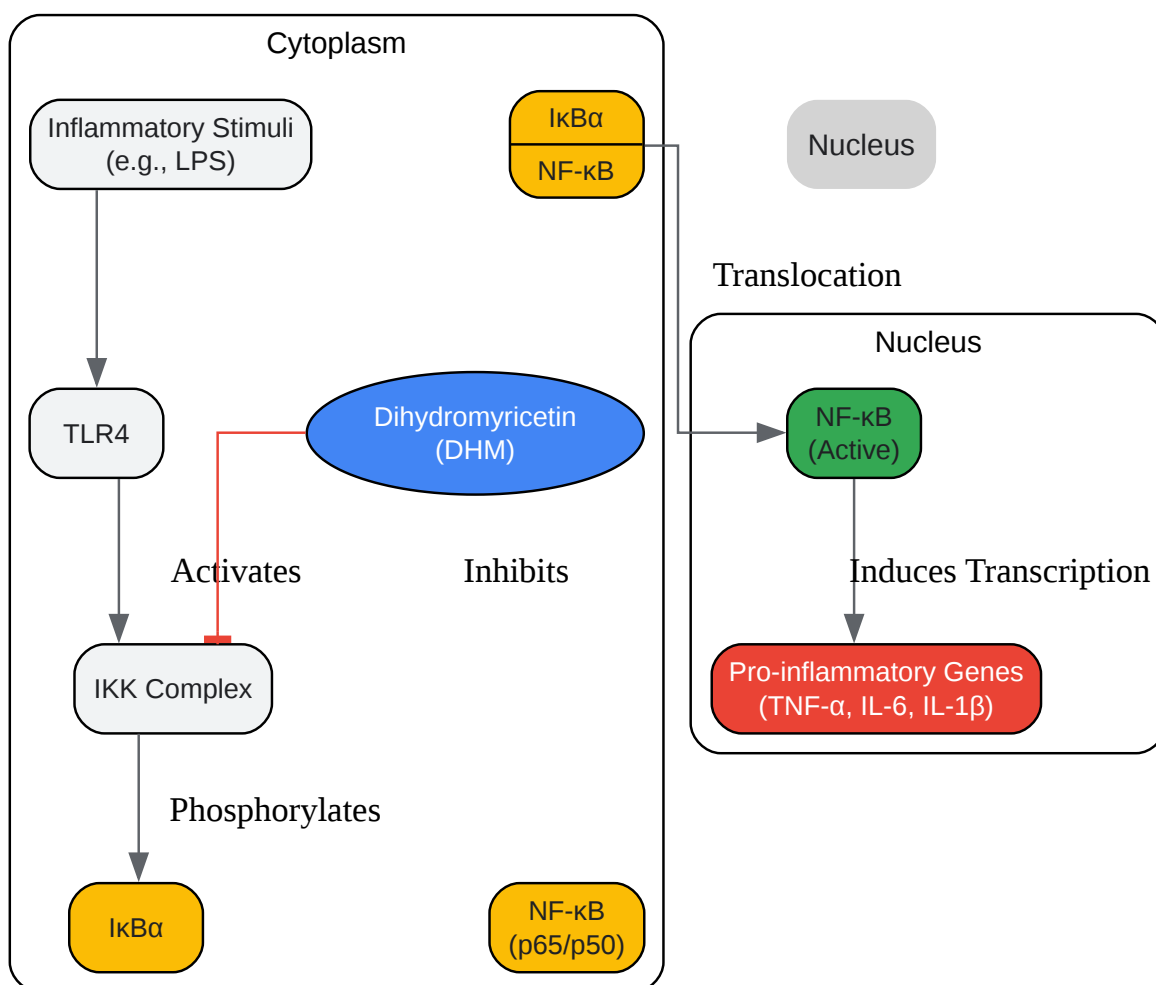 Cytoplasm
Inflammatory Stimuli
(e.g., LPS)
IκBα
NF-κB
Nucleus
Translocation
Nucleus
TLR4
Dihydromyricetin
(DHM)
NF-κB
(Active)
Activates
Inhibits
Induces Transcription
IKK Complex
Pro-inflammatory Genes
(TNF-α, IL-6, IL-1β)
Phosphorylates
IκBα
NF-κB
(p65/p50)